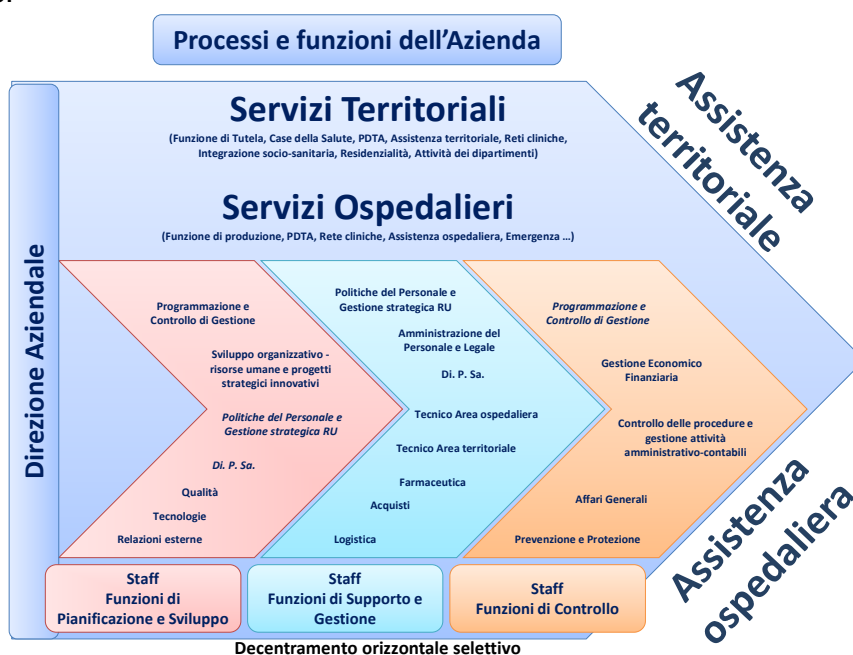 Processi e funzioni dell'Azienda
Assistenza
territoriale
Servizi Territoriali
(Funzione di Tutela, Case della Salute, PDTA, Assistenza territoriale, Reti cliniche,
Integrazione socio-sanitaria, Residenzialità, Attività dei dipartimenti)
Servizi Ospedalieri
(Funzione di produzione, PDTA, Rete cliniche, Assistenza ospedaliera, Emergenza ...)
Direzione Aziendale
Programmazione e
Controllo di Gestione
Sviluppo organizzativo -
risorse umane e progetti
strategici innovativi
Politiche del Personale e
Gestione strategica RU
Di. P. Sa.
Qualità
Tecnologie
Relazioni esterne
Politiche del Personale e
Gestione strategica RU
Amministrazione del
Personale e Legale
Di. P. Sa.
Tecnico Area ospedaliera
Tecnico Area territoriale
Farmaceutica
Acquisti
Logistica
Programmazione e
Controllo di Gestione
Gestione Economico
Finanziaria
Controllo delle procedure e
gestione attività
amministrativo-contabili
Affari Generali
Prevenzione e Protezione
Assistenza
ospedaliera
Staff
Funzioni di
Pianificazione e Sviluppo
Staff
Funzioni di Supporto e
Gestione
Staff
Funzioni di Controllo
Decentramento orizzontale selettivo